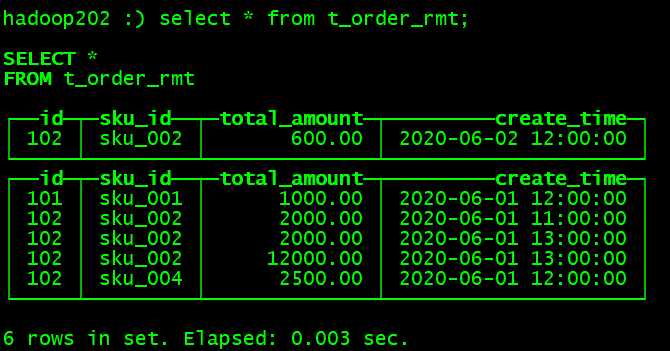 hadoop202 :) select * from t_order_rmt;
SELECT *
FROM t_order_rmt
id sku_id total_amount create_time
102 sku_002 600.00 2020-06-02 12:00:00
id sku_id total_amount create_time
101 sku_001 1000.00 2020-06-01 12:00:00
102 sku_002 2000.00 2020-06-01 11:00:00
102 sku_002 2000.00 2020-06-01 13:00:00
102 sku_002 12000.00 2020-06-01 13:00:00
102 sku_004 2500.00 2020-06-01 12:00:00
6 rows in set. Elapsed: 0.003 sec.